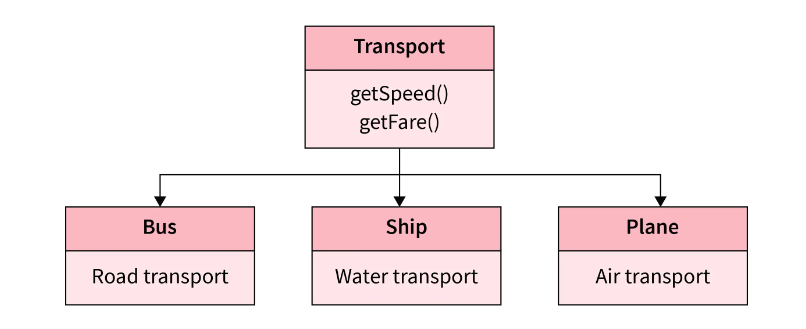 Transport
getSpeed()
getFare()
Bus
Road transport
Ship
Water transport
Plane
Air transport